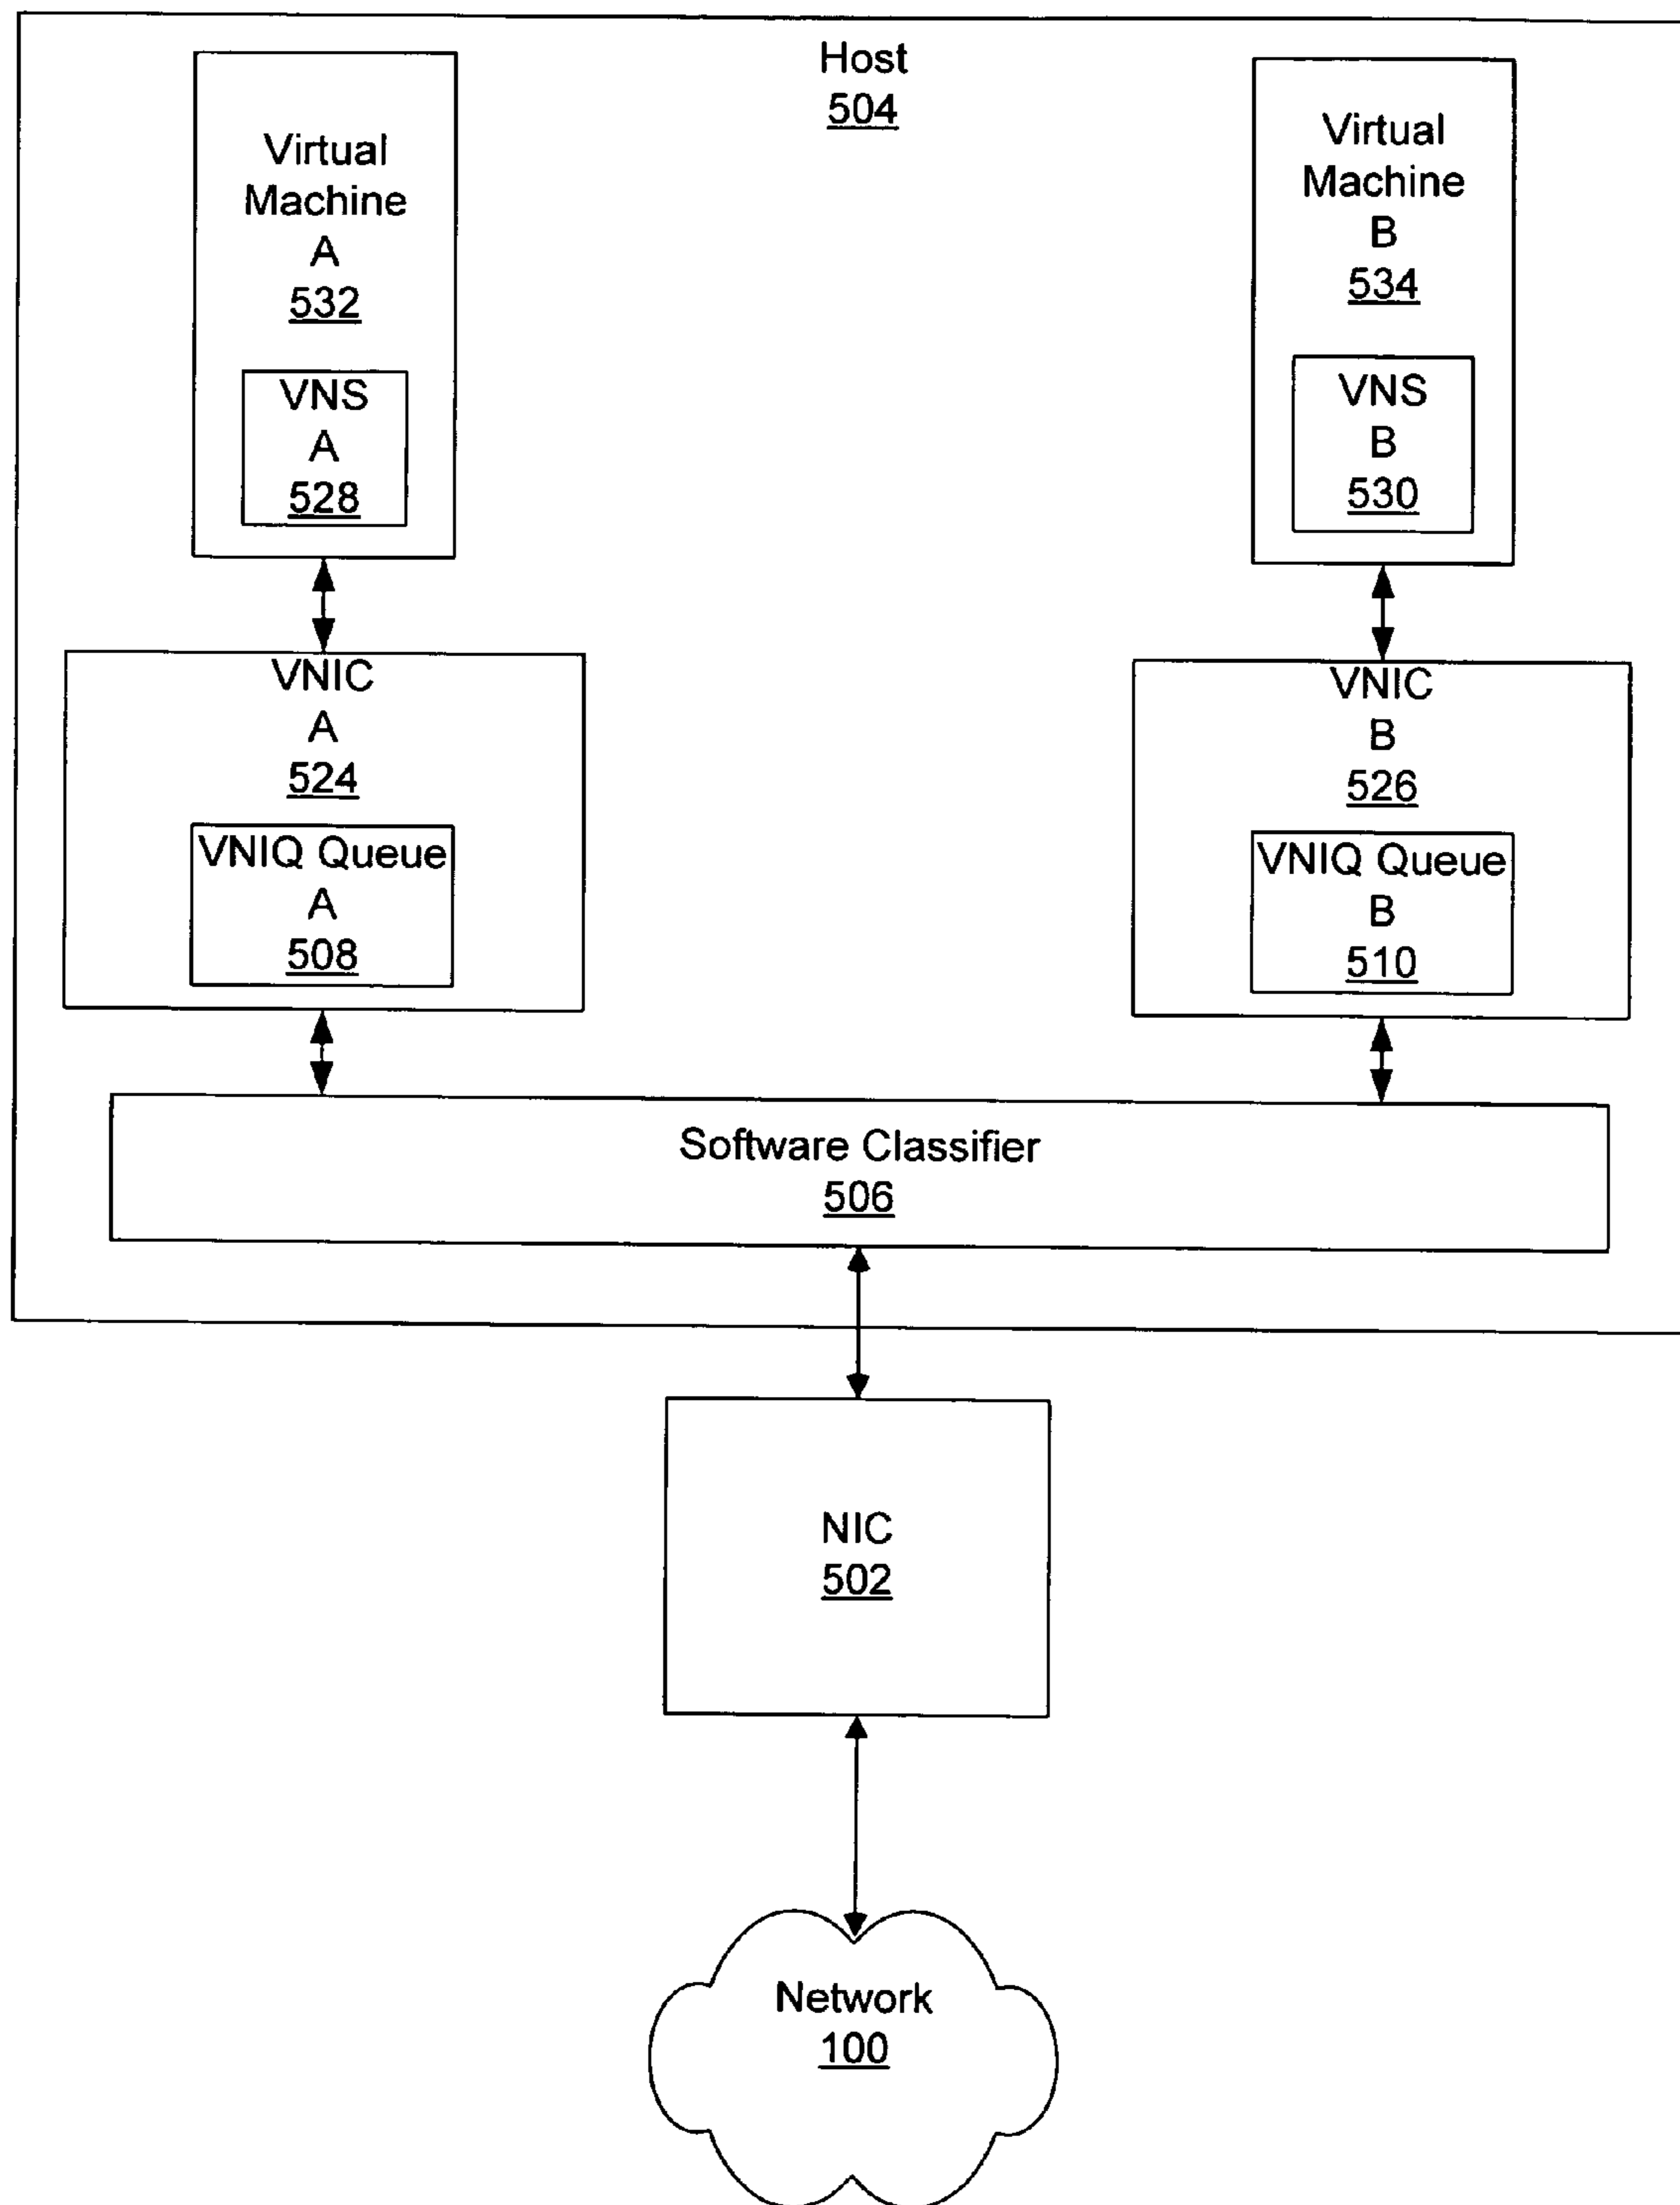 Host
504
Virtual
Machine
A
532
VNS
A
528
Virtual
Machine
B
534
VNS
B
530
VNIC
A
524
VNIQ Queue
A
508
VNIC
B
526
VNIQ Queue
B
510
Software Classifier
506
NIC
502
Network
100